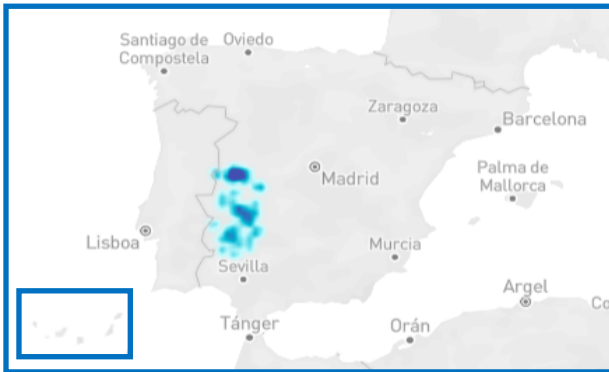 Santiago de
Compostela
Oviedo
Zaragoza
Barcelona
Madrid
Palma de
Mallorca
Lisboa
Murcia
Sevilla
Argel
Co
Tánger
Orán